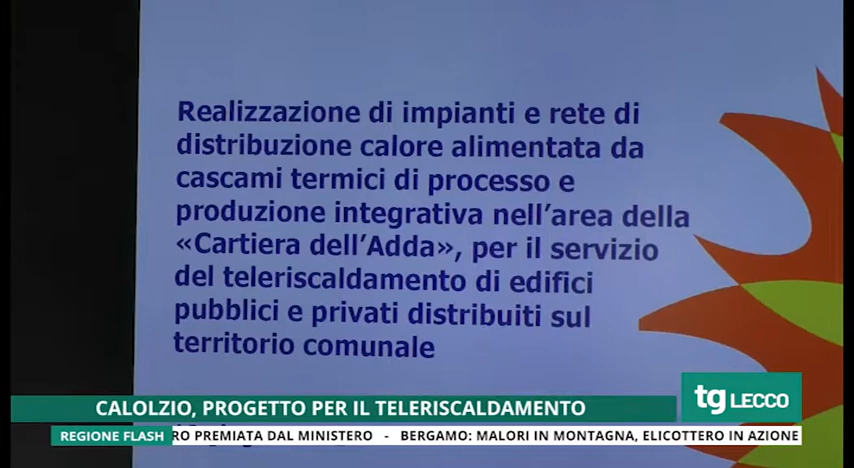 Realizzazione di impianti e rete di
distribuzione calore alimentata da
cascami termici di processo e
produzione integrativa nell'area della
«Cartiera dell'Adda», per il servizio
del teleriscaldamento di edifici
pubblici e privati distribuiti sul
territorio comunale
CALOLZIO, PROGETTO PER IL TELERISCALDAMENTO
tg LECCO
REGIONE FLASH RO PREMIATA DAL MINISTERO - BERGAMO: MALORI IN MONTAGNA, ELICOTTERO IN AZIONE